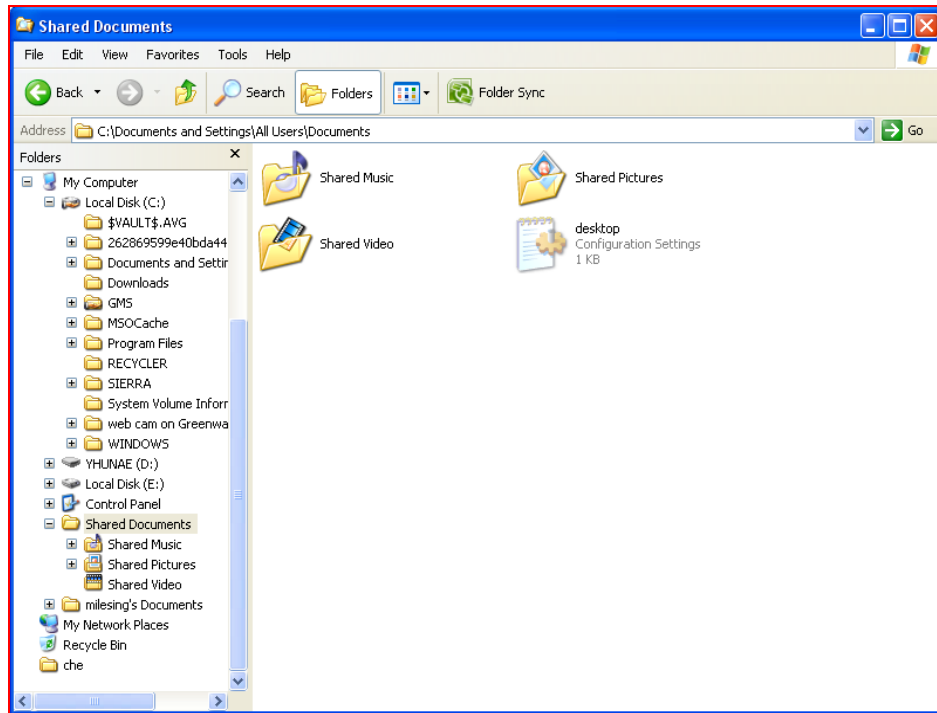 Shared Documents
File Edit View Favorites Tools Help
Back Search Folders Folder Sync
Address C:\Documents and Settings\All Users\Documents Go
Folders
My Computer
Local Disk (C:)
$VAULT$.AVG
262869599e40bda44
Documents and Settin
Downloads
GMS
MSOCache
Program Files
RECYCLER
SIERRA
System Volume Inforr
web cam on Greenwa
WINDOWS
YHUNAE (D:)
Local Disk (E:)
Control Panel
Shared Documents
Shared Music
Shared Pictures
Shared Video
milesing's Documents
My Network Places
Recycle Bin
che
Shared Music
Shared Pictures
Shared Video
desktop
Configuration Settings
1 KB